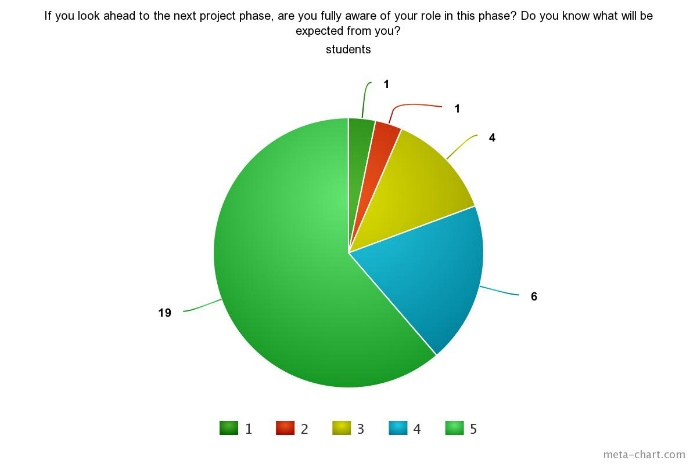 If you look ahead to the next project phase, are you fully aware of your role in this phase? Do you know what will be
expected from you?
students
1
1
4
6
19
1 2 3 4 5
meta-chart.com